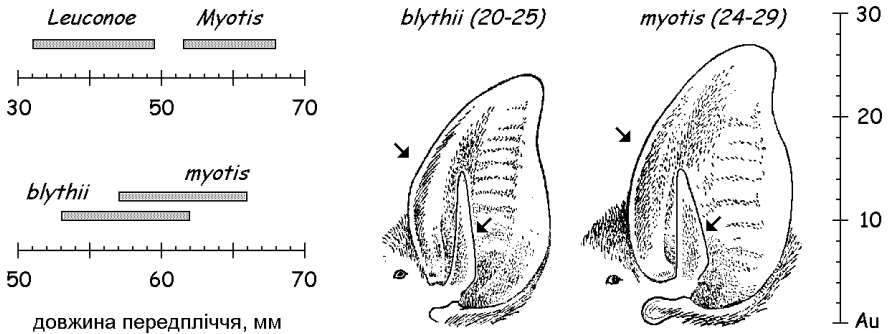 Leuconoe Myotis
30 50 70
blythii myotis
50 60 70
довжина передпліччя, мм
blythii (20-25) myotis (24-29)
30
20
10
Au